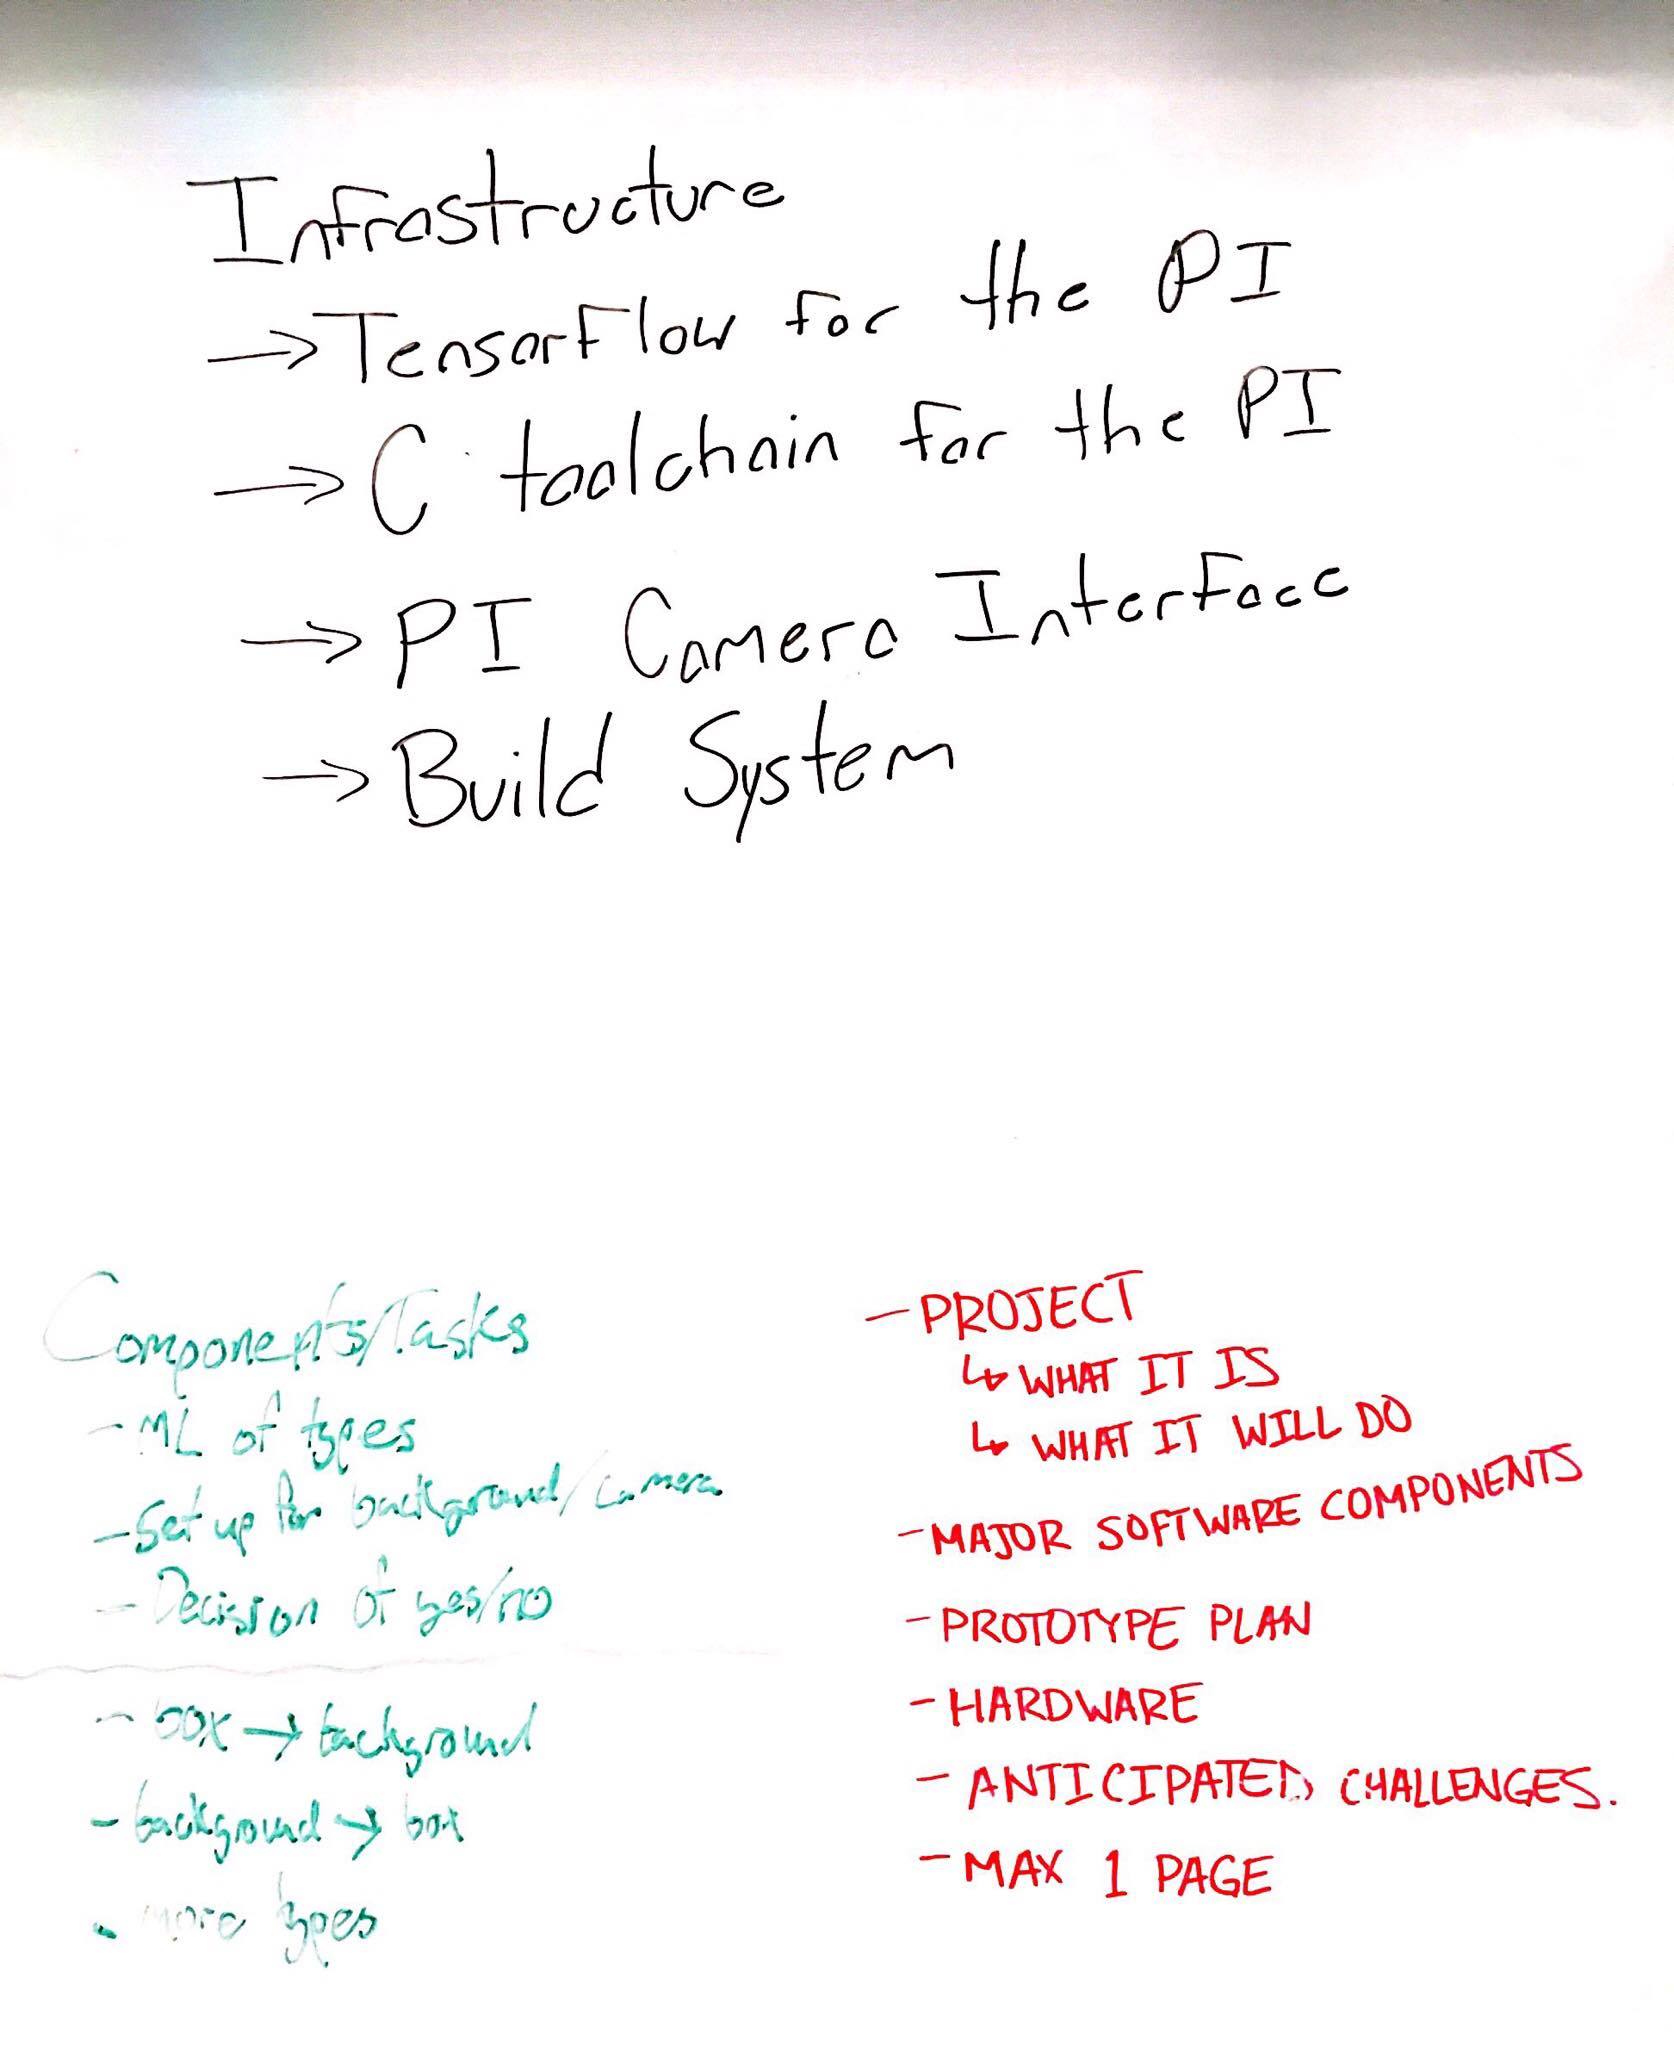 Infrastructure
→ Tensorflow for the PI
→ C toolchain for the PI
→ PI Camera Interface
→ Build System
Components/Tasks
- ML of types
- Set up for background/camera
- Decision of yes/no
- box → background
- background → box
- more types
- PROJECT
↳ WHAT IT IS
↳ WHAT IT WILL DO
- MAJOR SOFTWARE COMPONENTS
- PROTOTYPE PLAN
- HARDWARE
- ANTICIPATED CHALLENGES.
- MAX 1 PAGE